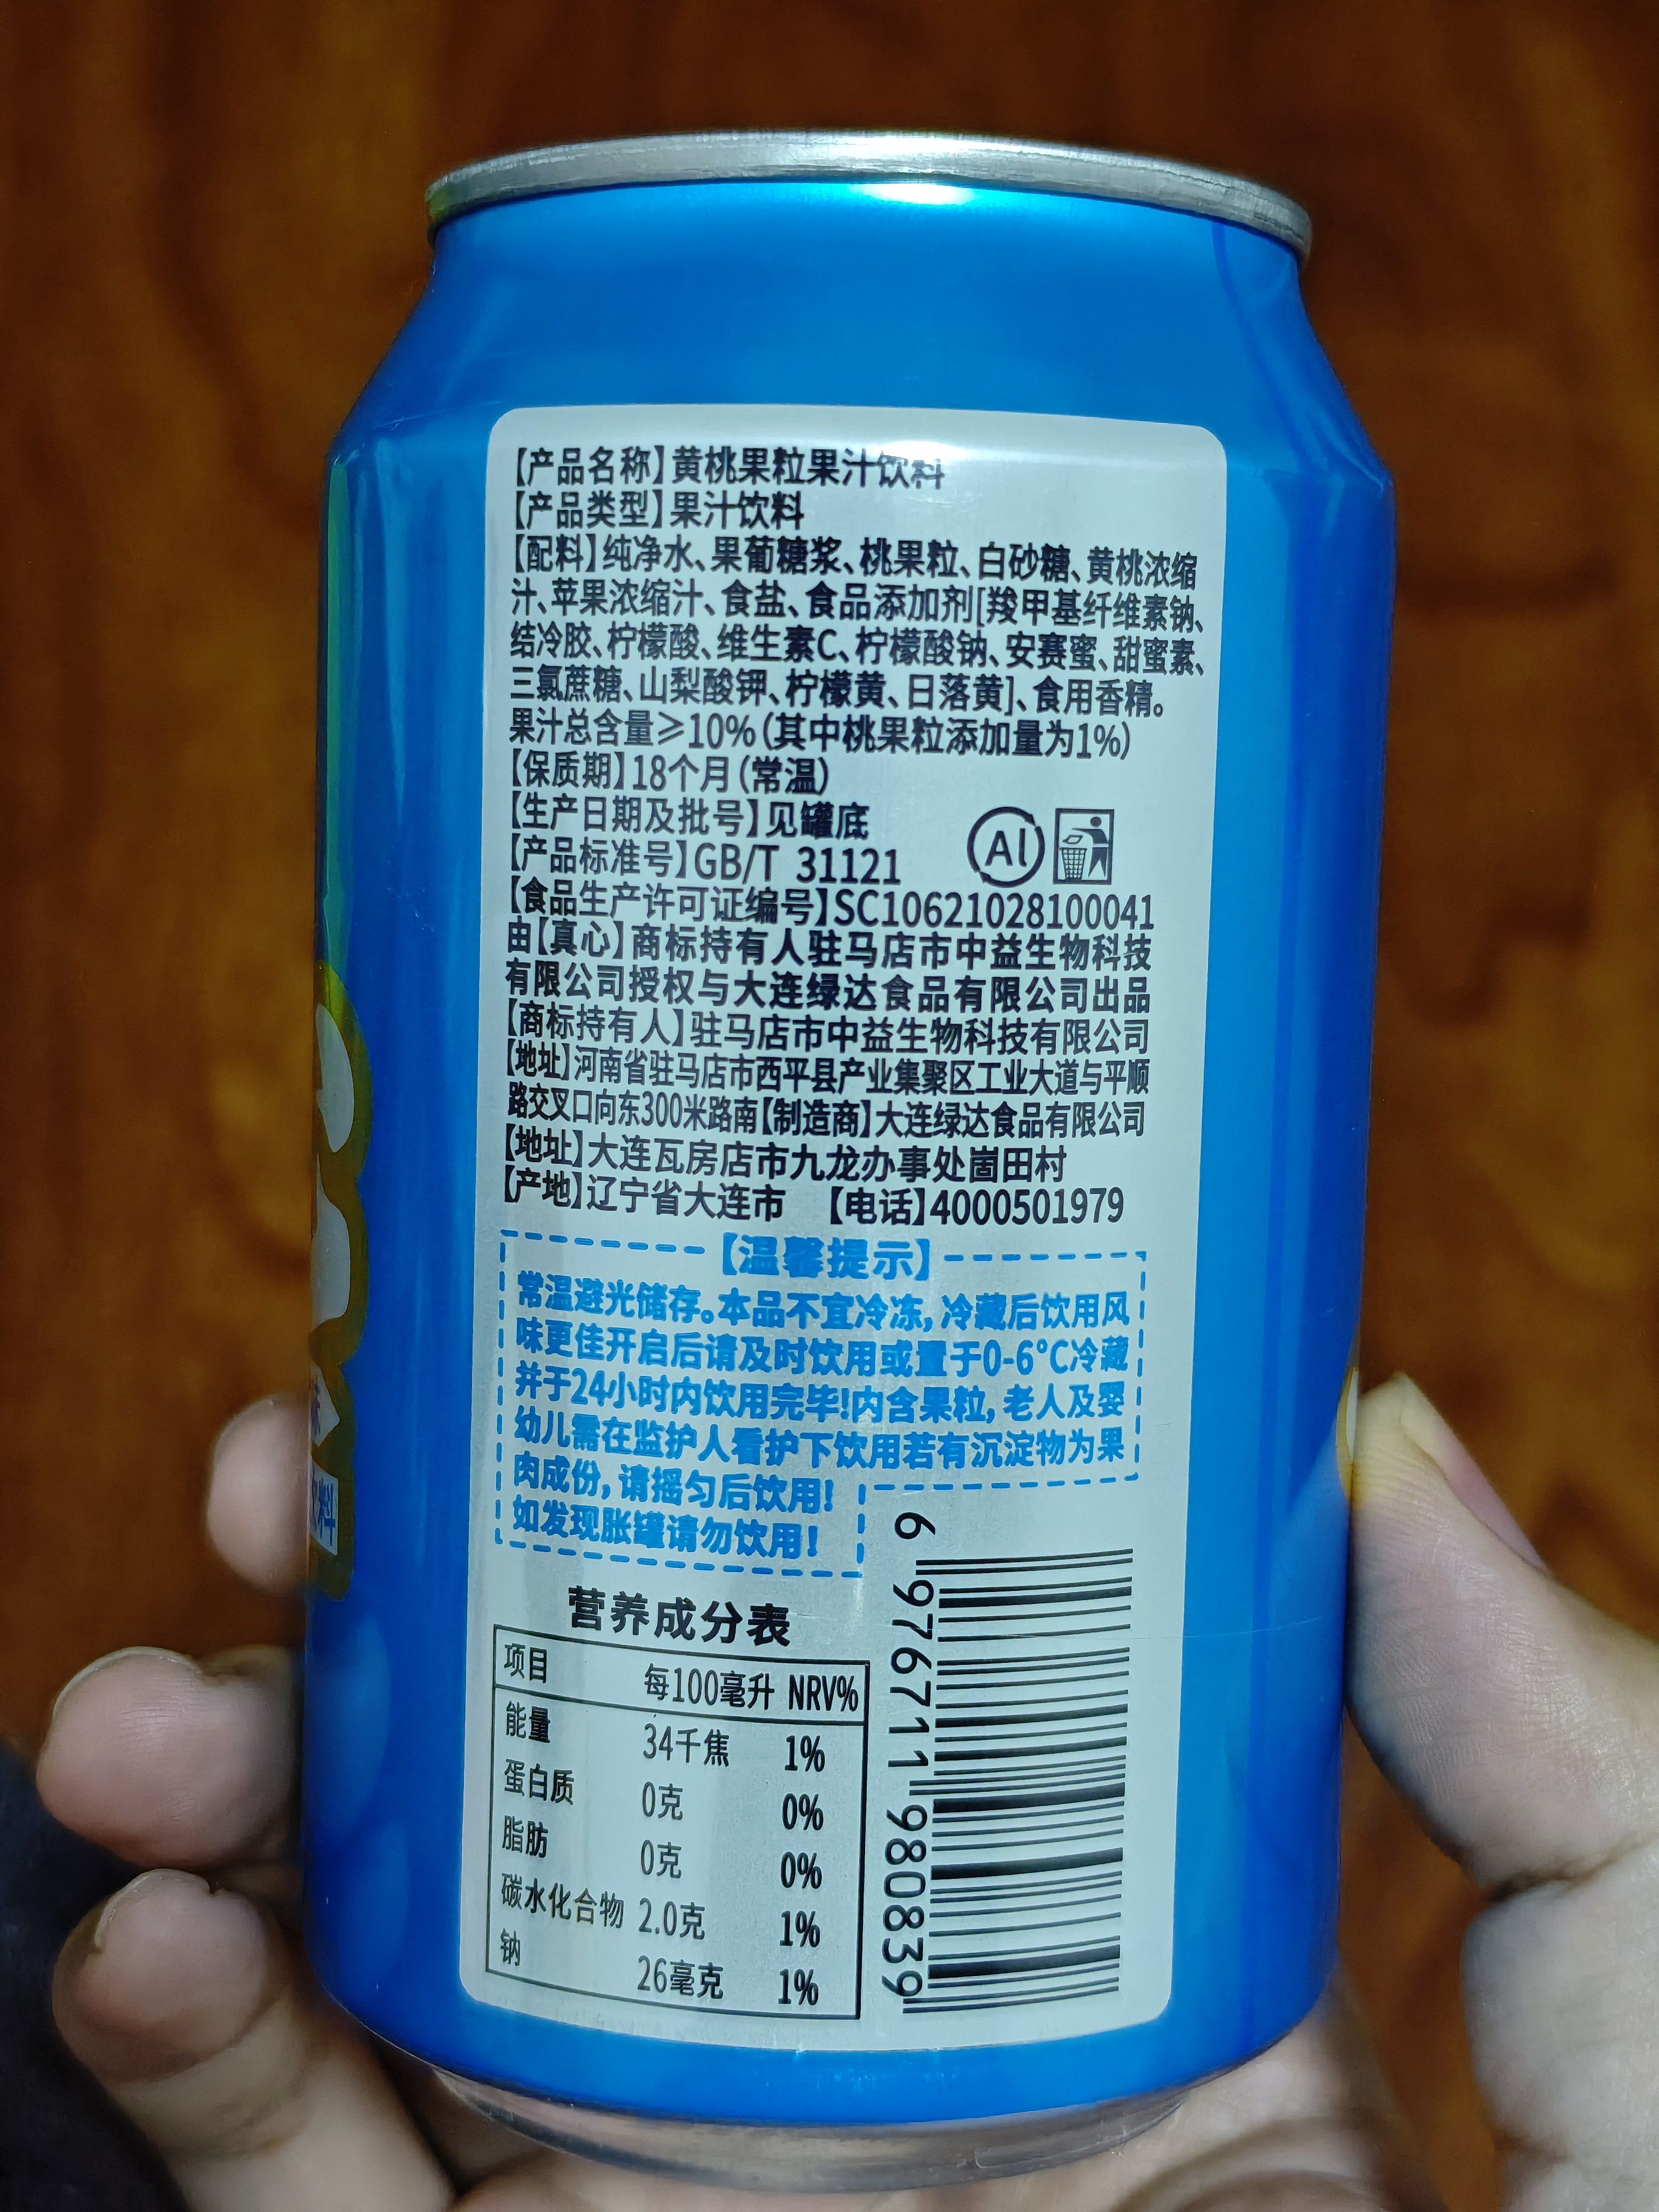 【产品名称】黄桃果粒果汁饮料
【产品类型】果汁饮料
【配料】纯净水、果葡糖浆、桃果粒、白砂糖、黄桃浓缩
汁、苹果浓缩汁、食盐、食品添加剂[羧甲基纤维素钠、
结冷胶、柠檬酸、维生素C、柠檬酸钠、安赛蜜、甜蜜素、
三氯蔗糖、山梨酸钾、柠檬黄、日落黄]、食用香精。
果汁总含量≥10%(其中桃果粒添加量为1%)
【保质期】18个月(常温)
【生产日期及批号】见罐底
Al
【产品标准号】GB/T 31121
【食品生产许可证编号】SC10621028100041
由【真心】商标持有人驻马店市中益生物科技
有限公司授权与大连绿达食品有限公司出品
【商标持有人】驻马店市中益生物科技有限公司
【地址】河南省驻马店市西平县产业集聚区工业大道与平顺
路交叉口向东300米路南【制造商】大连绿达食品有限公司
【地址】大连瓦房店市九龙办事处崮田村
【产地】辽宁省大连市 【电话】4000501979
【温馨提示】
常温避光储存。本品不宜冷冻,冷藏后饮用风
味更佳开启后请及时饮用或置于0-6°C冷藏
并于24小时内饮用完毕!内含果粒,老人及婴
幼儿需在监护人看护下饮用若有沉淀物为果
肉成份,请摇匀后饮用!
如发现胀罐请勿饮用!
营养成分表
项目 每100毫升 NRV%
能量 34千焦 1%
蛋白质 0克 0%
脂肪 0克 0%
碳水化合物 2.0克 1%
钠 26毫克 1%
6 976711 980839
料